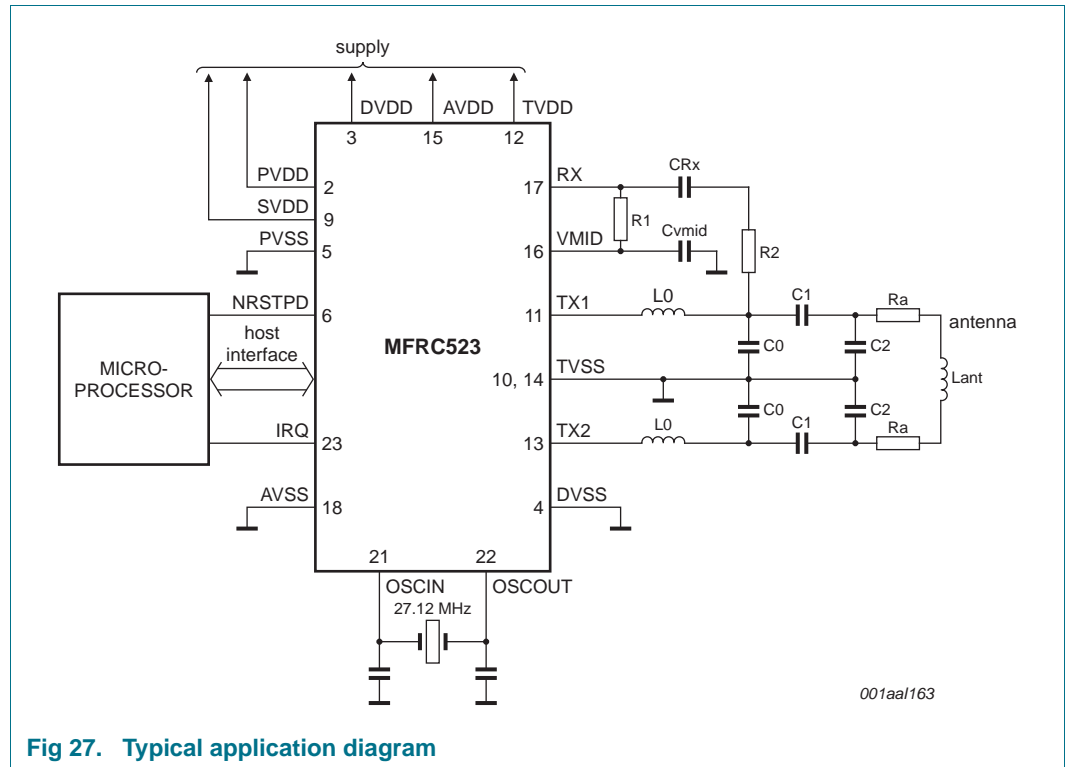 supply
DVDD AVDD TVDD
3 15 12
PVDD 2
SVDD 9
PVSS 5
NRSTPD 6
host
interface
MICRO-
PROCESSOR
IRQ 23
AVSS 18
MFRC523
17 RX
CRx
R1
16 VMID
Cvmid
R2
11 TX1
L0
C1
Ra
antenna
C0
C2
10, 14 TVSS
Lant
C0
C2
13 TX2
L0
C1
Ra
4 DVSS
21 22
OSCIN OSCOUT
27.12 MHz
001aal163
Fig 27. Typical application diagram